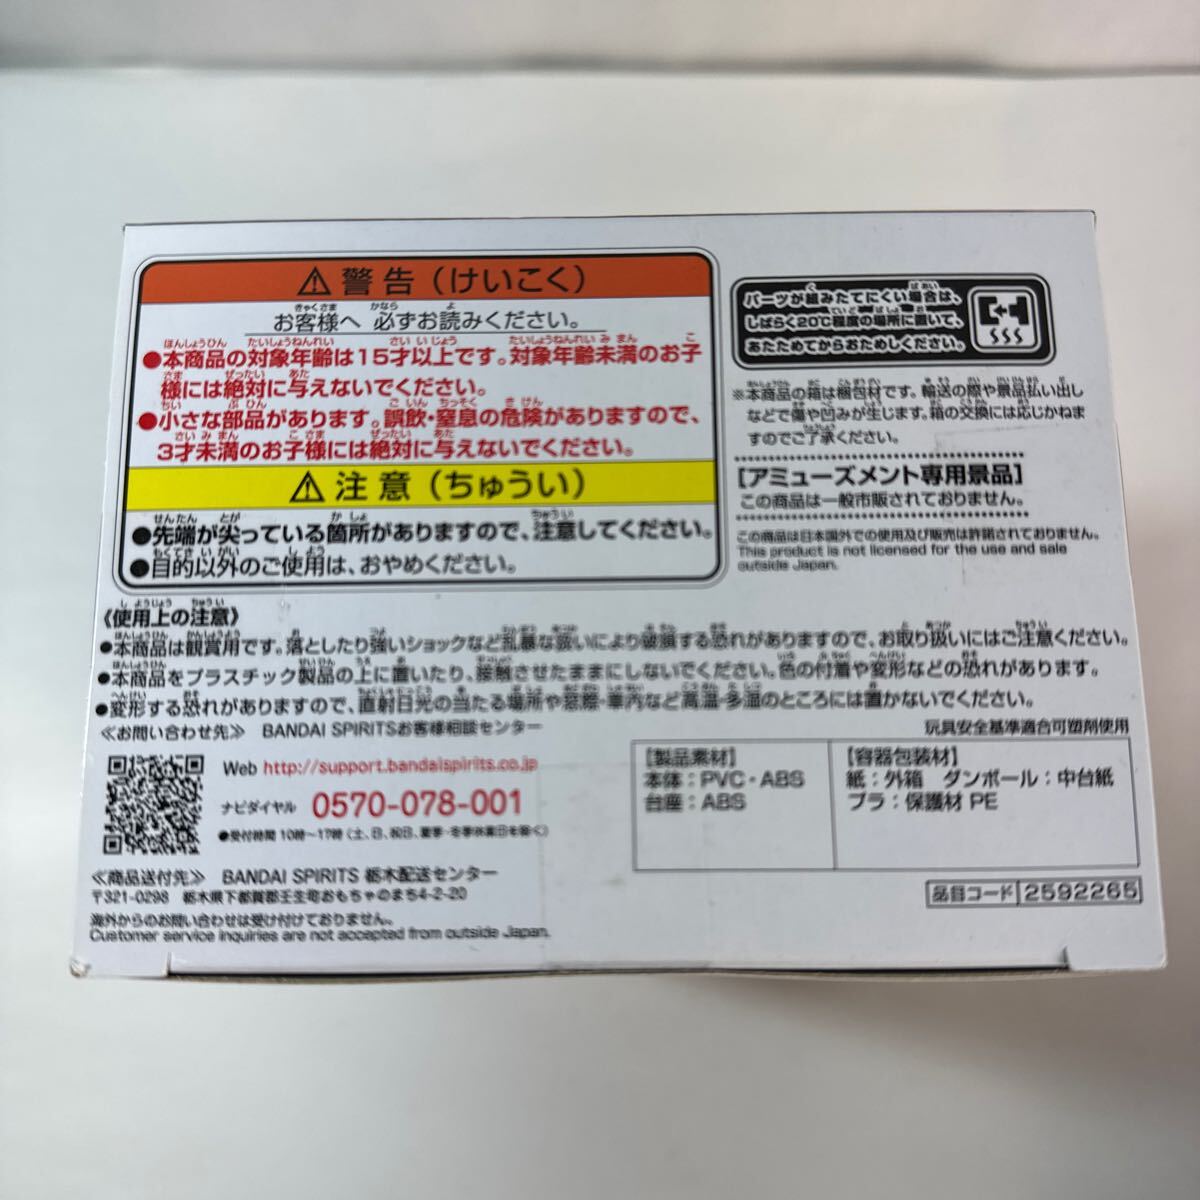 ⚠警告（けいこく）
お客様へ 必ずお読みください。
●本商品の対象年齢は15才以上です。対象年齢未満のお子
様には絶対に与えないでください。
●小さな部品があります。誤飲・窒息の危険がありますので、
3才未満のお子様には絶対に与えないでください。
⚠注意（ちゅうい）
●先端が尖っている箇所がありますので、注意してください。
●目的以外のご使用は、おやめください。
パーツが組みたてにくい場合は、
しばらく20℃程度の場所に置いて、
あたためてからおためしください。
※本商品の箱は梱包材です。輸送の際や景品払い出し
などで傷や凹みが生じます。箱の交換には応じかねま
すのでご了承ください。
[アミューズメント専用景品]
この商品は一般市販されておりません。
この商品は日本国外での使用及び販売は許諾されておりません。
This product is not licensed for the use and sale
outside Japan.
《使用上の注意》
●本商品は観賞用です。落としたり強いショックなど乱暴な扱いにより破損する恐れがありますので、お取り扱いにはご注意ください。
●本商品をプラスチック製品の上に置いたり、接触させたままにしないでください。色の付着や変形などの恐れがあります。
●変形する恐れがありますので、直射日光の当たる場所や窓際・車内など高温・多湿のところには置かないでください。
≪お問い合わせ先≫ BANDAI SPIRITSお客様相談センター
玩具安全基準適合可塑剤使用
Web http://support.bandaispirits.co.jp
ナビダイヤル 0570-078-001
●受付時間 10時～17時（土、日、祝日、夏季・冬季休業日を除く）
≪商品送付先≫ BANDAI SPIRITS 栃木配送センター
〒321-0298 栃木県下都賀郡壬生町おもちゃのまち4-2-20
海外からのお問い合わせは受け付けておりません。
Customer service inquiries are not accepted from outside Japan.
【製品素材】
本体：PVC・ABS
台座：ABS
【容器包装材】
紙：外箱 ダンボール：中台紙
プラ：保護材 PE
品目コード 2592265